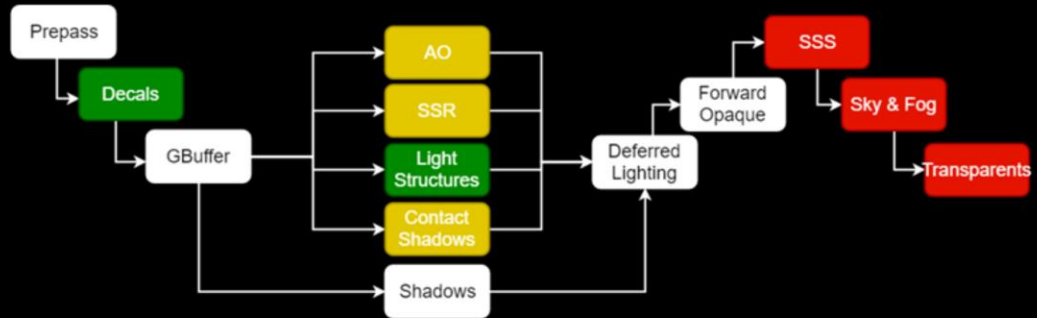 Prepass
Decals
GBuffer
AO
SSR
Light
Structures
Contact
Shadows
Shadows
Deferred
Lighting
Forward
Opaque
SSS
Sky & Fog
Transparents